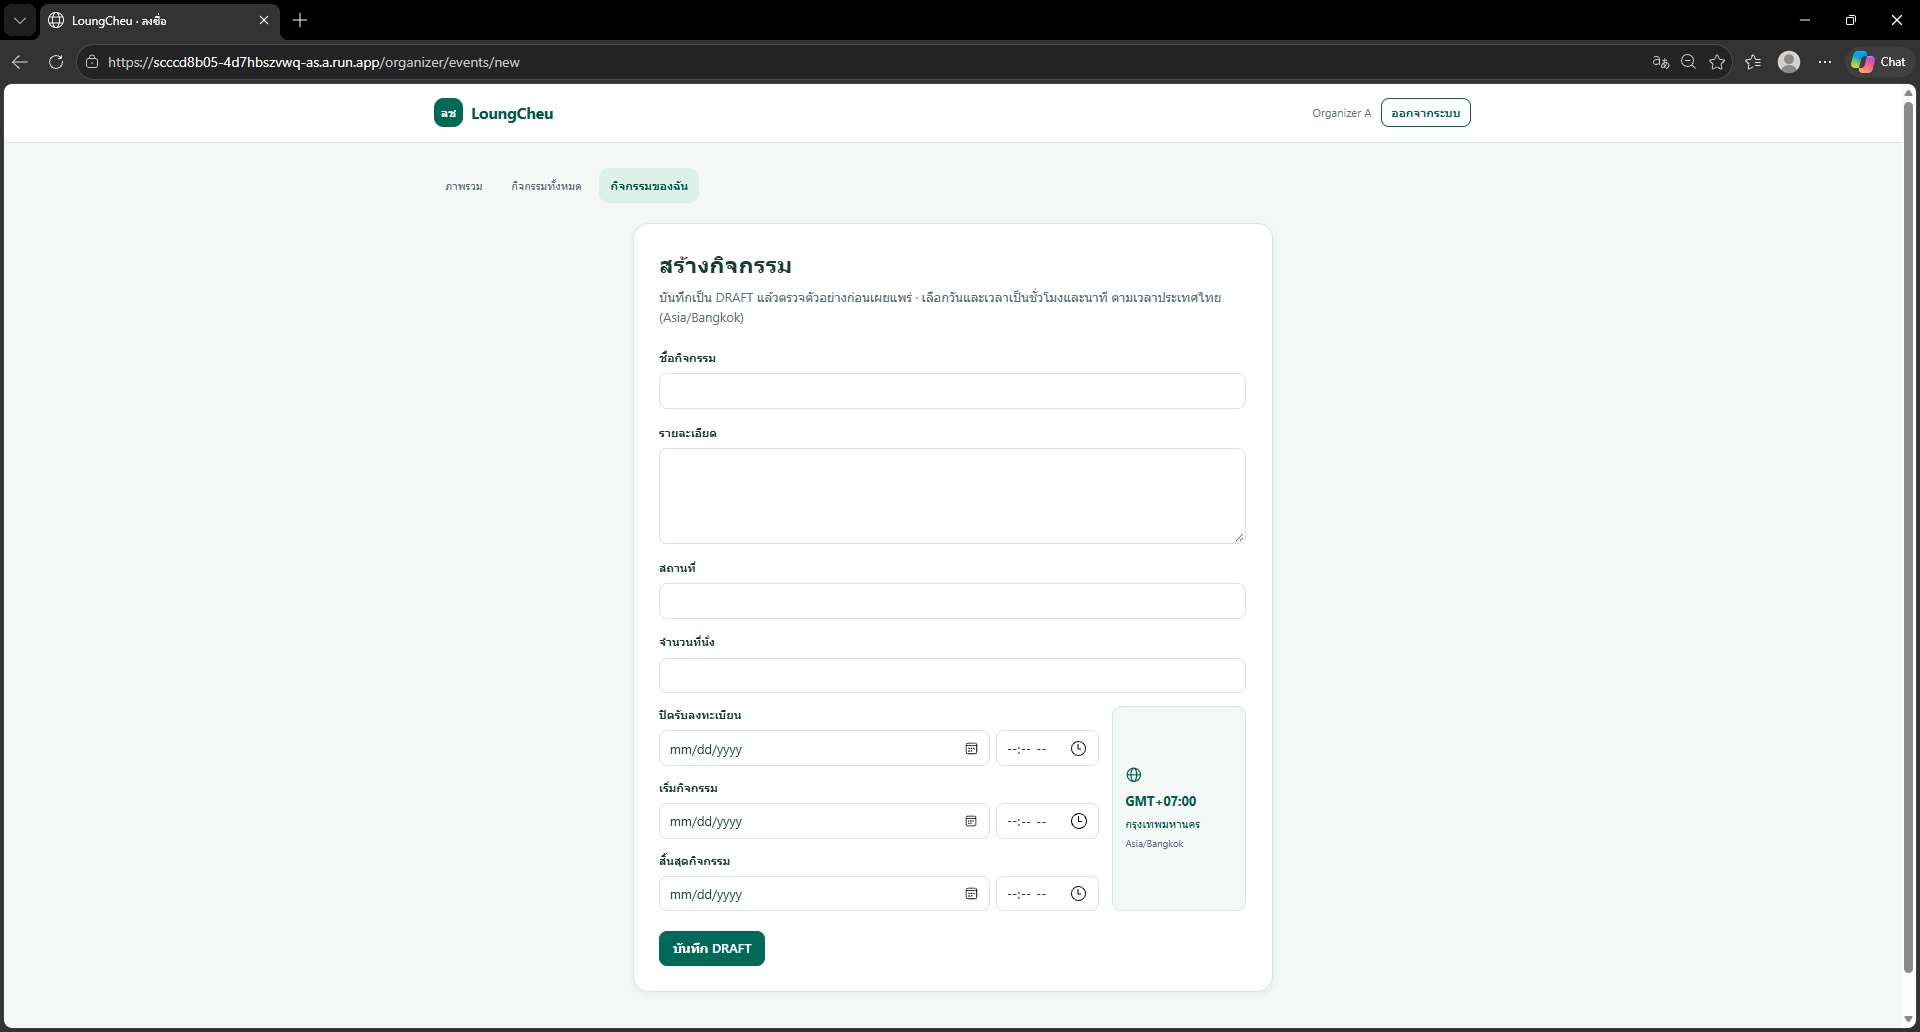 LoungCheu · ลงชื่อ
https://scccd8b05-4d7hbszvwq-as.a.run.app/organizer/events/new
Chat
ลช LoungCheu
Organizer A
ออกจากระบบ
ภาพรวม
กิจกรรมทั้งหมด
กิจกรรมของฉัน
สร้างกิจกรรม
บันทึกเป็น DRAFT แล้วตรวจตัวอย่างก่อนเผยแพร่ · เลือกวันและเวลาเป็นชั่วโมงและนาที ตามเวลาประเทศไทย
(Asia/Bangkok)
ชื่อกิจกรรม
รายละเอียด
สถานที่
จำนวนที่นั่ง
ปิดรับลงทะเบียน
mm/dd/yyyy
--:-- --
เริ่มกิจกรรม
mm/dd/yyyy
--:-- --
สิ้นสุดกิจกรรม
mm/dd/yyyy
--:-- --
GMT+07:00
กรุงเทพมหานคร
Asia/Bangkok
บันทึก DRAFT